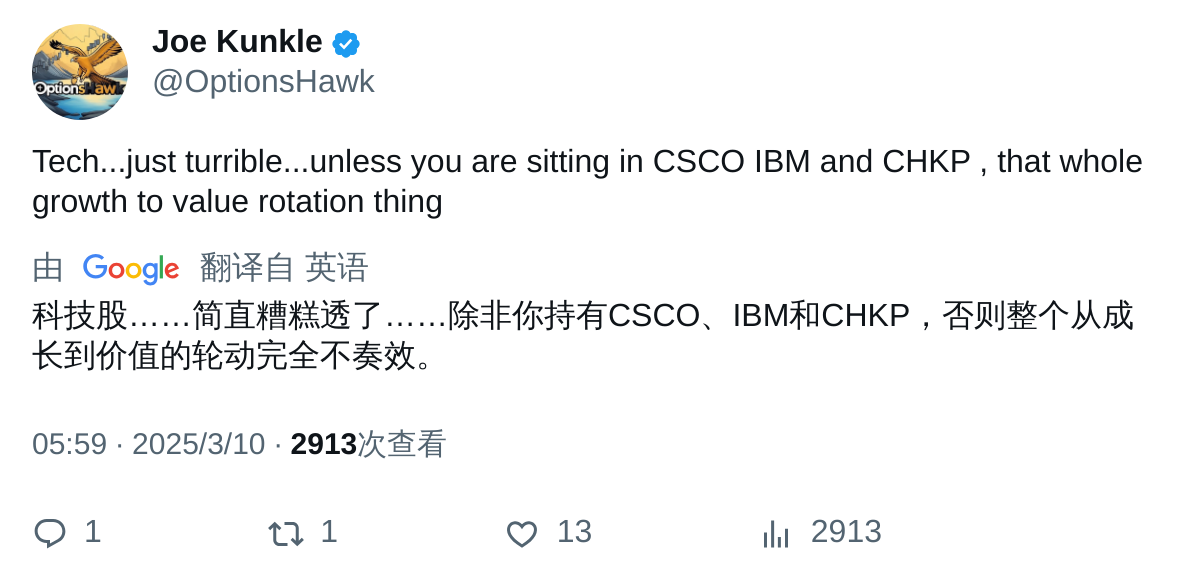 Joe Kunkle
@OptionsHawk
OptionsHawk
Tech...just turrible...unless you are sitting in CSCO IBM and CHKP , that whole
growth to value rotation thing
由 Google 翻译自 英语
科技股……简直糟糕透了……除非你持有CSCO、IBM和CHKP，否则整个从成
长到价值的轮动完全不奏效。
05:59 · 2025/3/10 · 2913次查看
1 1 13 2913